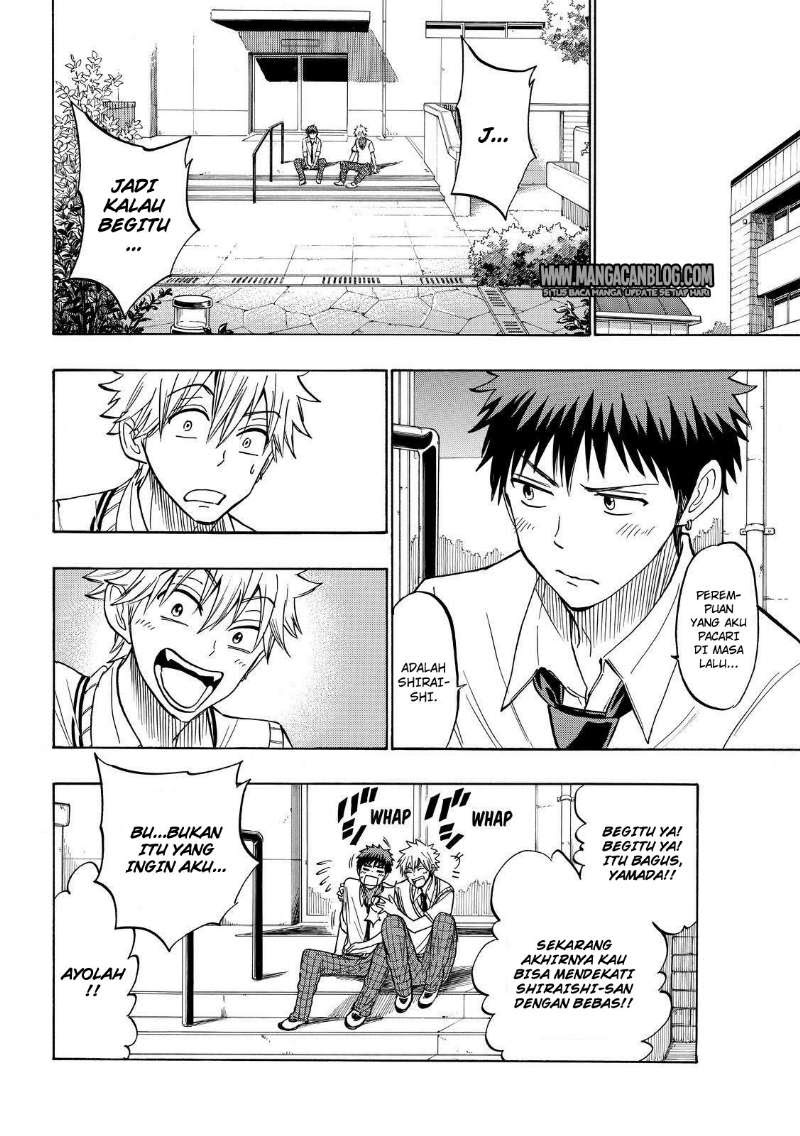 J...
JADI
KALAU
BEGITU
...
WWW.MANGACANBLOG.COM
SITUS BACA MANGA UPDATE SETIAP HARI
PEREM-
PUAN
YANG AKU
PACARI
DI MASA
LALU...
ADALAH
SHIRAI-
SHI.
BEGITU YA!
BEGITU YA!
ITU BAGUS,
YAMADA!!
WHAP
WHAP
SEKARANG
AKHIRNYA KAU
BISA MENDEKATI
SHIRAISHI-SAN
DENGAN BEBAS!!
BU...BUKAN
ITU YANG
INGIN AKU...
AYOLAH
!!